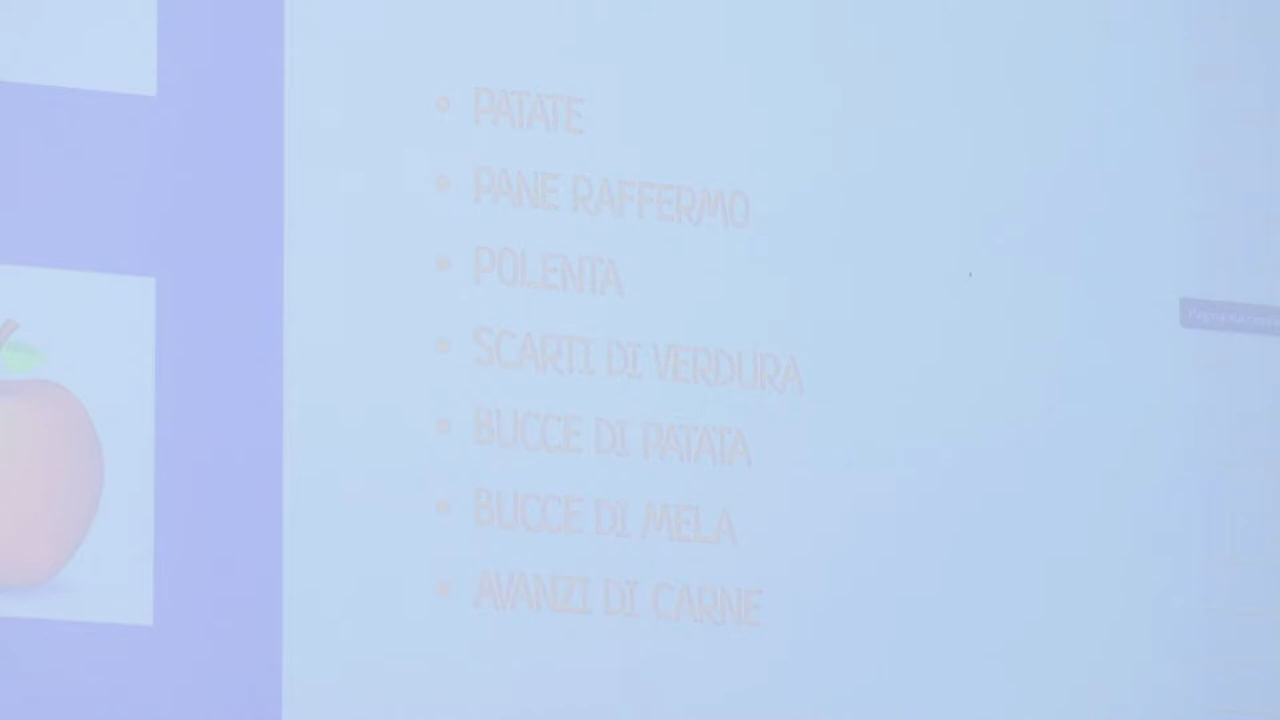 • PATATE
• PANE RAFFERMO
• POLENTA
• SCARTI DI VERDURA
• BUCCE DI PATATA
• BUCCE DI MELA
• AVANZI DI CARNE